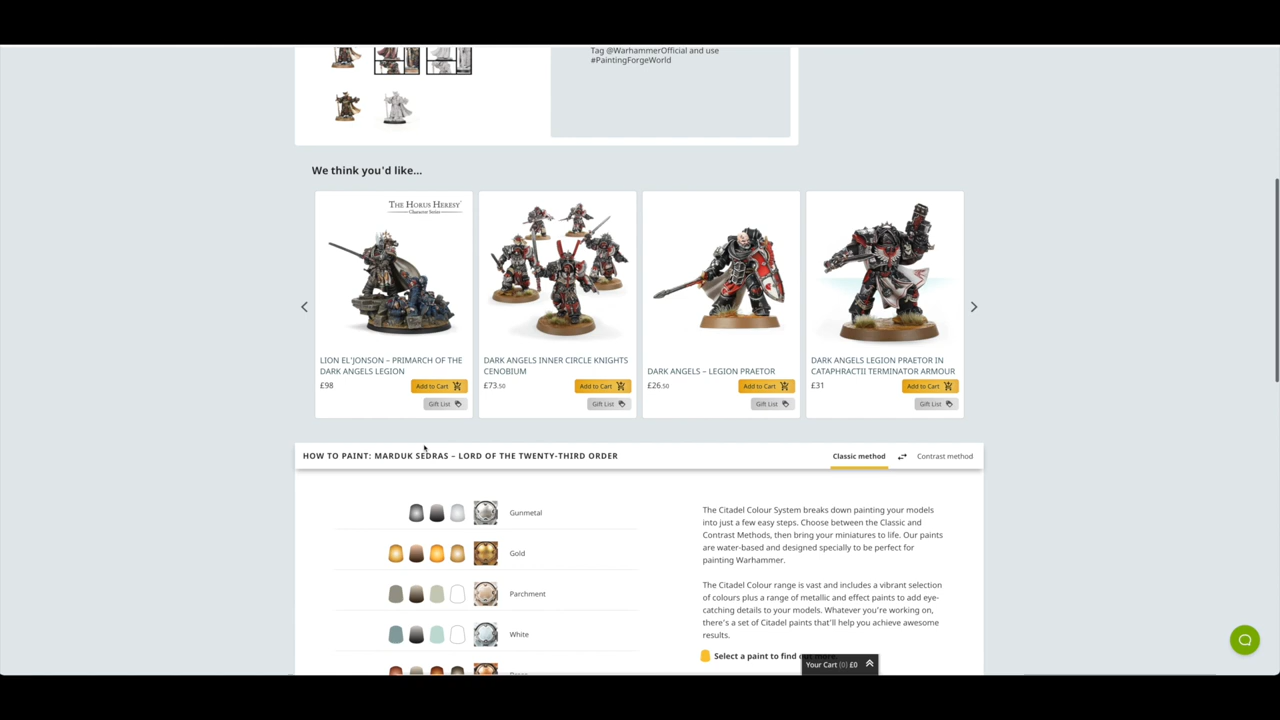 Tag @WarhammerOfficial and use
#PaintingForgeWorld
We think you'd like...
THE HORUS HERESY
Character Series
LION EL'JONSON – PRIMARCH OF THE
DARK ANGELS LEGION
£98
Add to Cart
Gift List
DARK ANGELS INNER CIRCLE KNIGHTS
CENOBIUM
£73.50
Add to Cart
Gift List
DARK ANGELS – LEGION PRAETOR
£26.50
Add to Cart
Gift List
DARK ANGELS LEGION PRAETOR IN
CATAPHRACTII TERMINATOR ARMOUR
£31
Add to Cart
Gift List
HOW TO PAINT: MARDUK SEDRAS – LORD OF THE TWENTY-THIRD ORDER
Classic method
Contrast method
Gunmetal
Gold
Parchment
White
The Citadel Colour System breaks down painting your models
into just a few easy steps. Choose between the Classic and
Contrast Methods, then bring your miniatures to life. Our paints
are water-based and designed specially to be perfect for
painting Warhammer.
The Citadel Colour range is vast and includes a vibrant selection
of colours plus a range of metallic and effect paints to add eye-
catching details to your models. Whatever you're working on,
there's a set of Citadel paints that'll help you achieve awesome
results.
Select a paint to find
Your Cart (0) £0